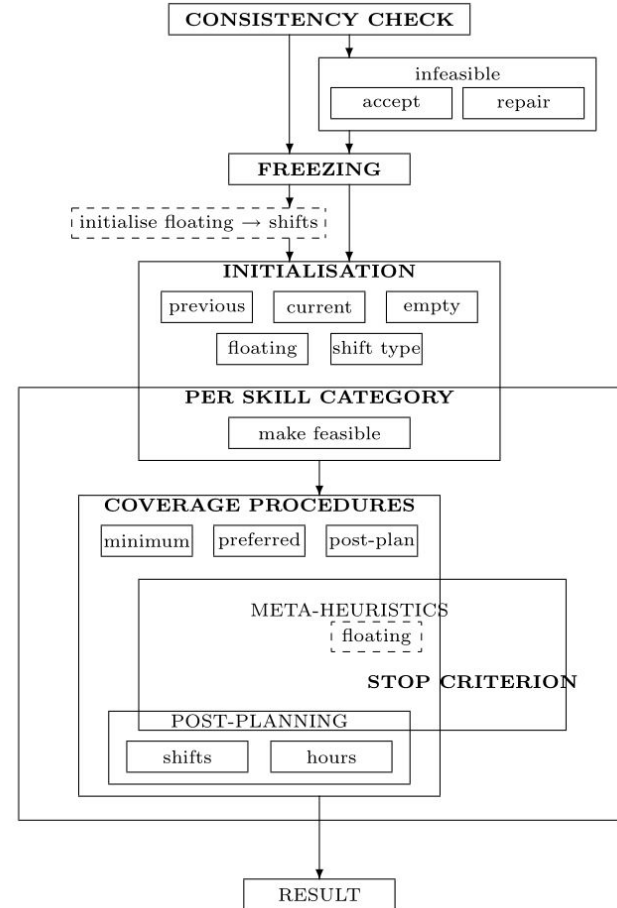 CONSISTENCY CHECK
infeasible
accept repair
FREEZING
initialise floating → shifts
INITIALISATION
previous current empty
floating shift type
PER SKILL CATEGORY
make feasible
COVERAGE PROCEDURES
minimum preferred post-plan
META-HEURISTICS
floating
STOP CRITERION
POST-PLANNING
shifts hours
RESULT